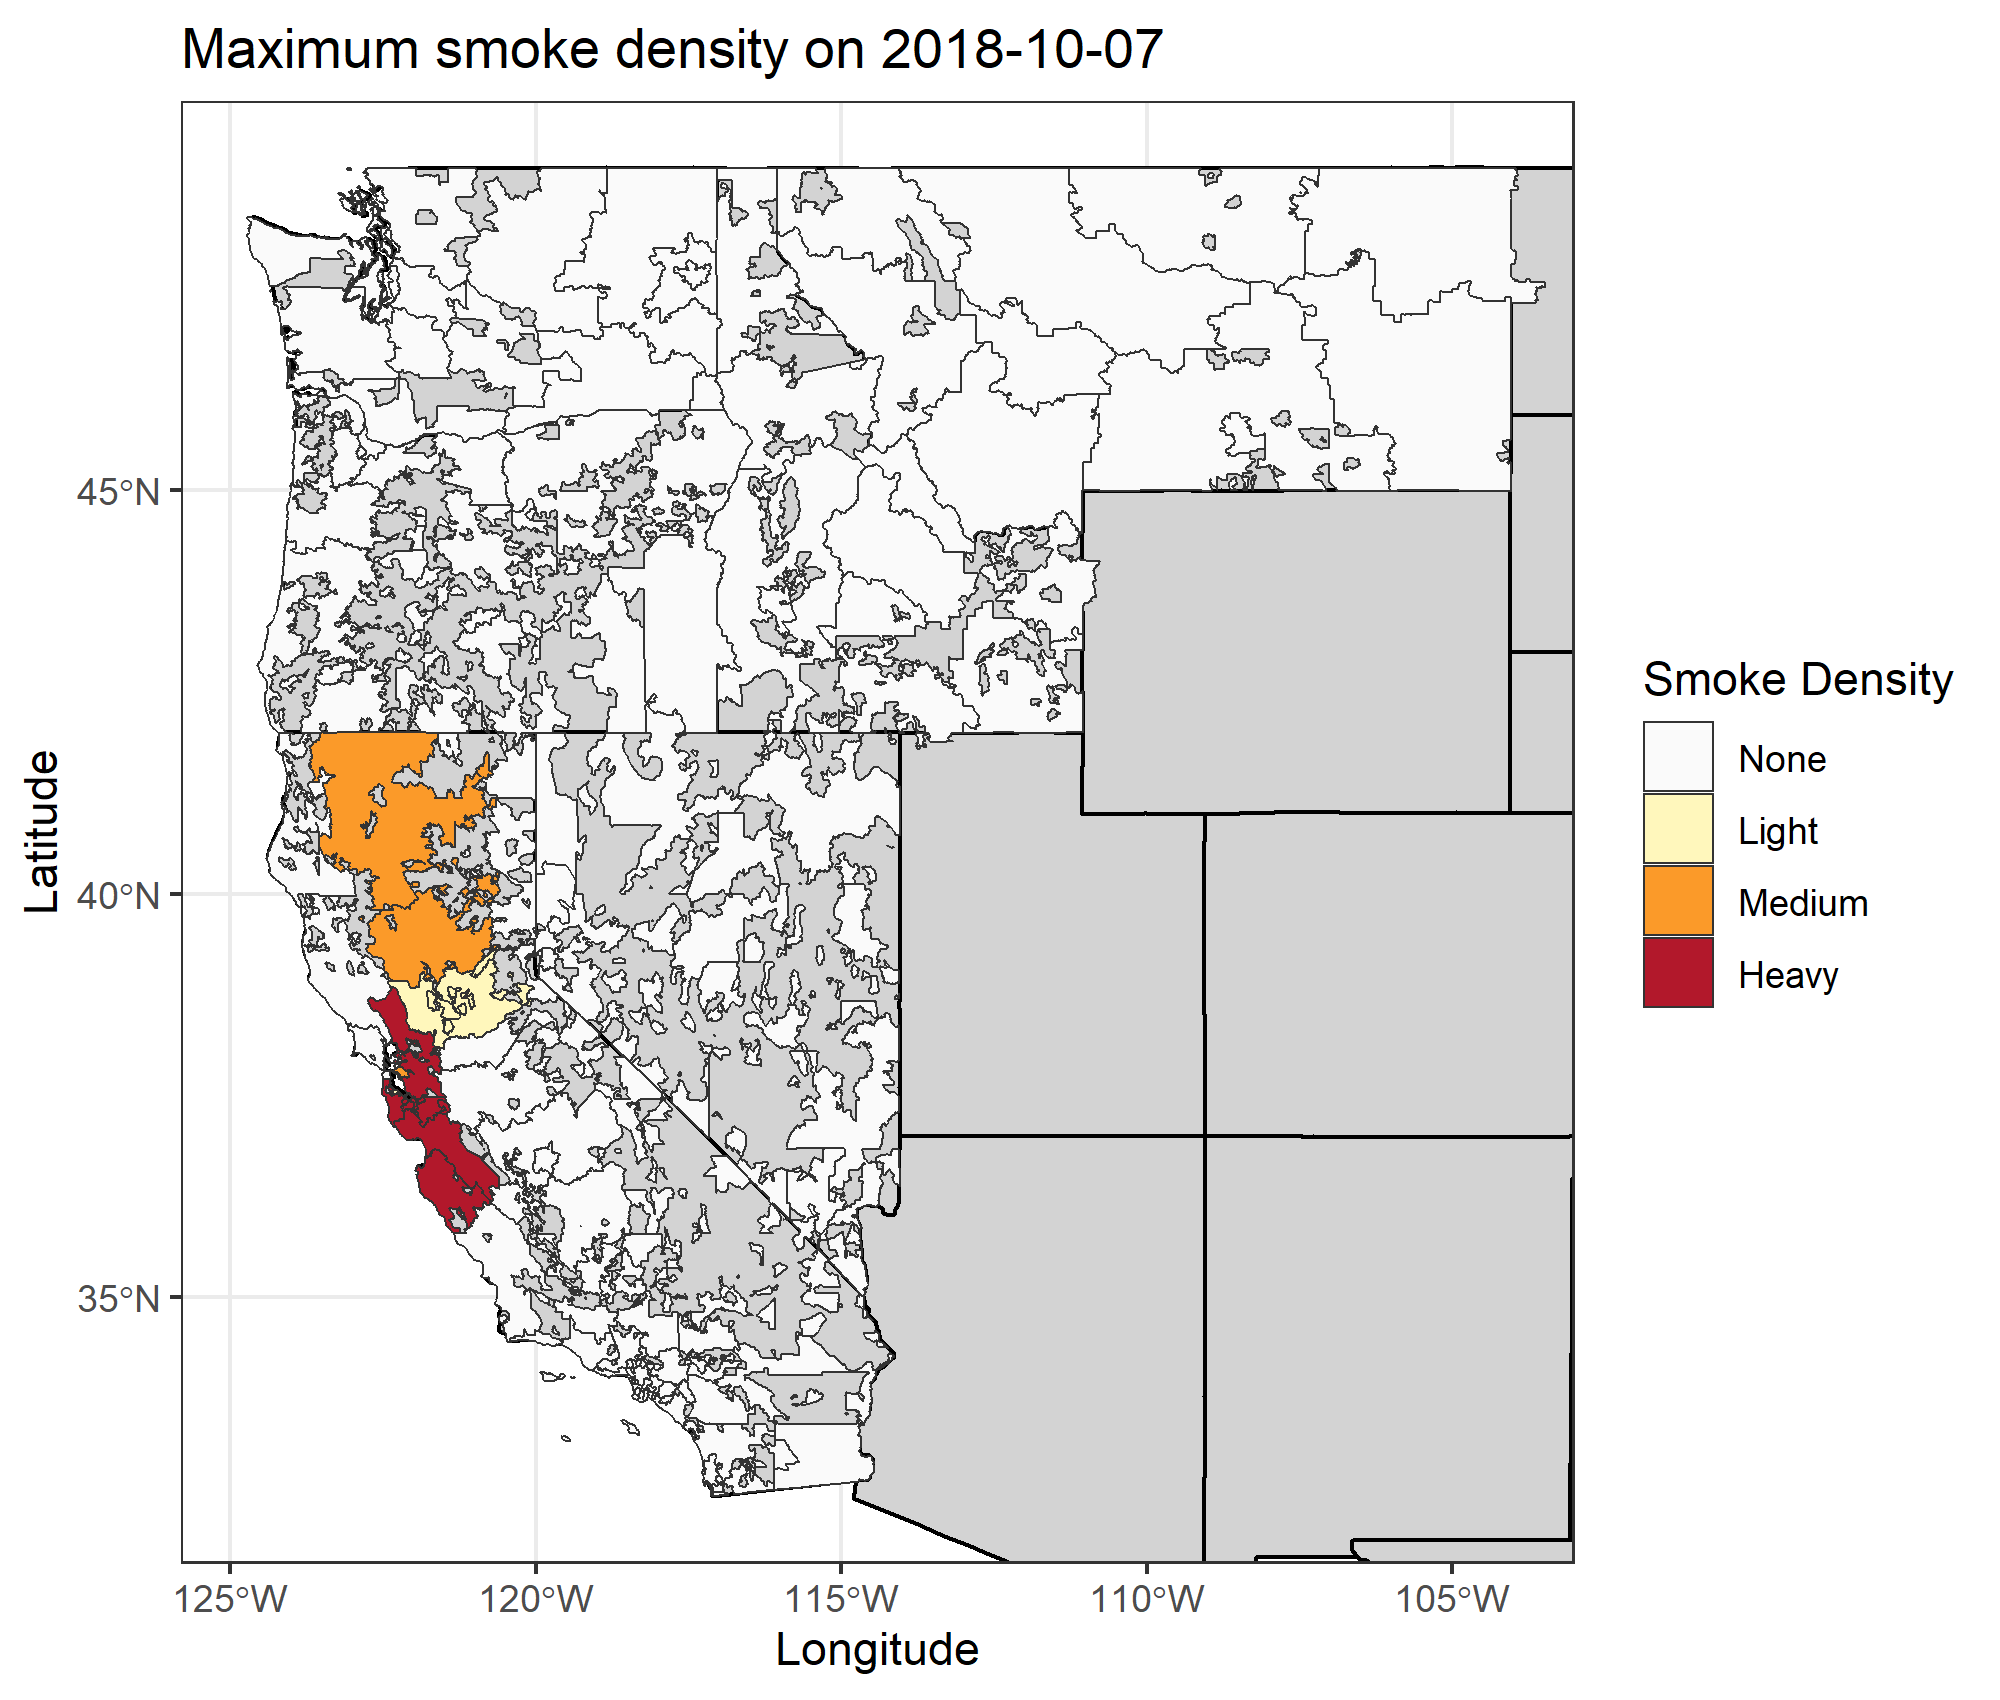 Maximum smoke density on 2018-10-07
45°N
40°N
35°N
Latitude
125°W 120°W 115°W 110°W 105°W
Longitude
Smoke Density
None
Light
Medium
Heavy